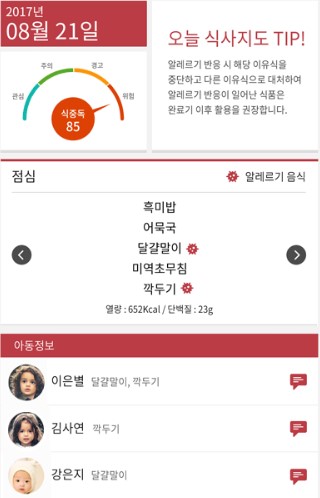 2017년
08월 21일
관심
주의
경고
위험
식중독
85
오늘 식사지도 TIP!
알레르기 반응 시 해당 이유식을
중단하고 다른 이유식으로 대처하여
알레르기 반응이 일어난 식품은
완료기 이후 활용을 권장합니다.
점심
알레르기 음식
흑미밥
어묵국
달걀말이
미역초무침
깍두기
열량 : 652Kcal / 단백질 : 23g
아동정보
이은별 달걀말이, 깍두기
김사연 깍두기
강은지 달걀말이